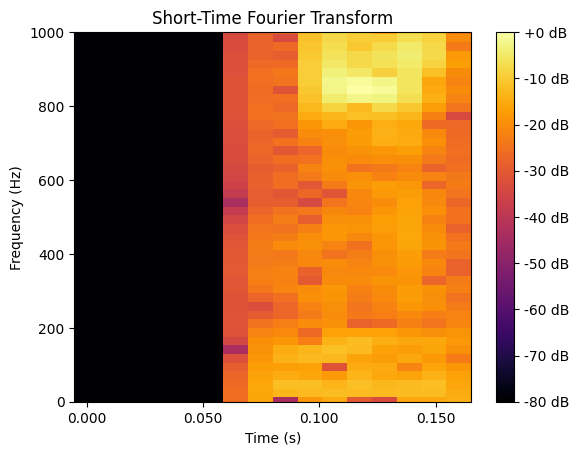 Short-Time Fourier Transform
1000
800
600
400
200
0
Frequency (Hz)
0.000
0.050
0.100
0.150
Time (s)
+0 dB
-10 dB
-20 dB
-30 dB
-40 dB
-50 dB
-60 dB
-70 dB
-80 dB